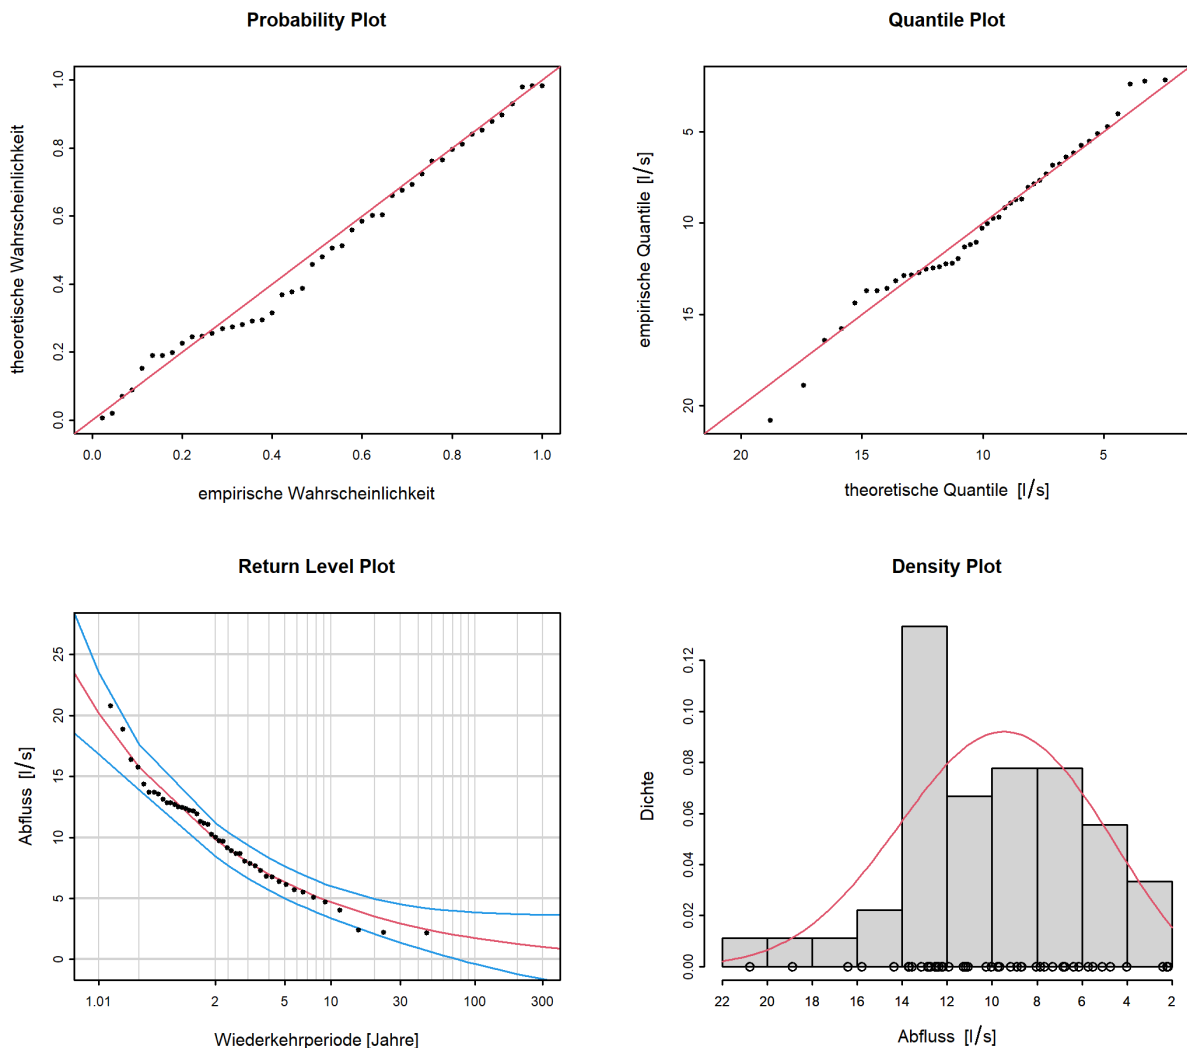 Probability Plot
theoretische Wahrscheinlichkeit
0.0 0.2 0.4 0.6 0.8 1.0
0.0 0.2 0.4 0.6 0.8 1.0
empirische Wahrscheinlichkeit
Quantile Plot
empirische Quantile [l/s]
5 10 15 20
20 15 10 5
theoretische Quantile [l/s]
Return Level Plot
Abfluss [l/s]
0 5 10 15 20 25
1.01 2 5 10 30 100 300
Wiederkehrperiode [Jahre]
Density Plot
Dichte
0.00 0.02 0.04 0.06 0.08 0.10 0.12
22 20 18 16 14 12 10 8 6 4 2
Abfluss [l/s]